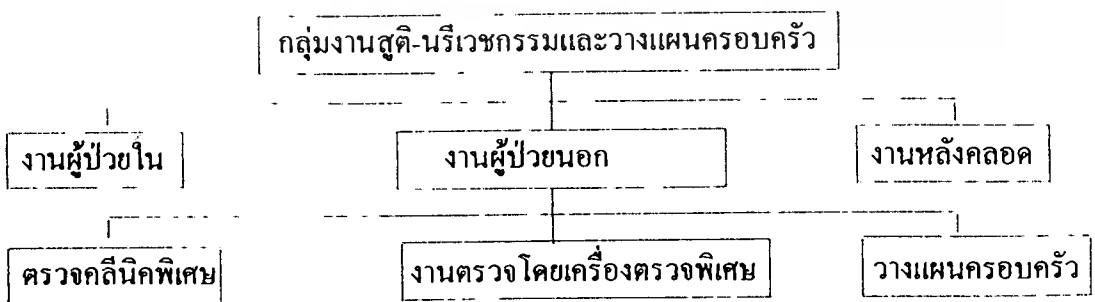 กลุ่มงานสูติ-นรีเวชกรรมและวางแผนครอบครัว
งานผู้ป่วยใน
งานผู้ป่วยนอก
งานหลังคลอด
ตรวจคลีนิคพิเศษ
งานตรวจโดยเครื่องตรวจพิเศษ
วางแผนครอบครัว